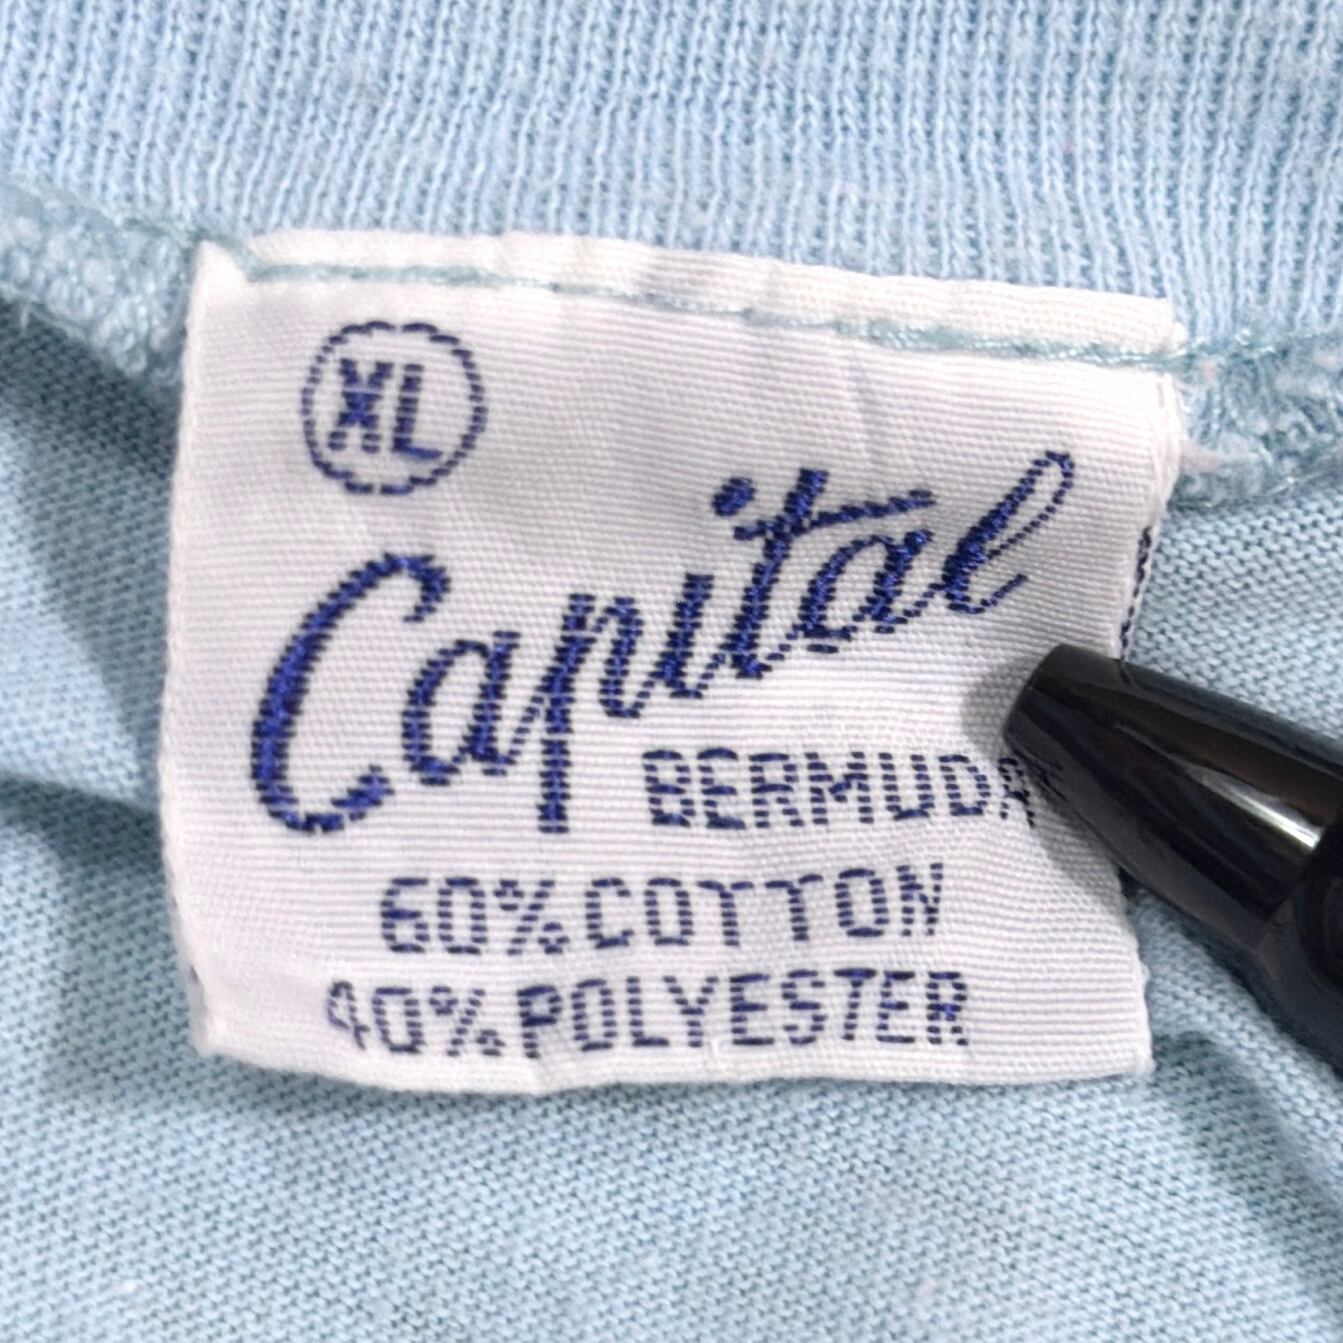 XL
Capital
BERMUDA
60% COTTON
40% POLYESTER